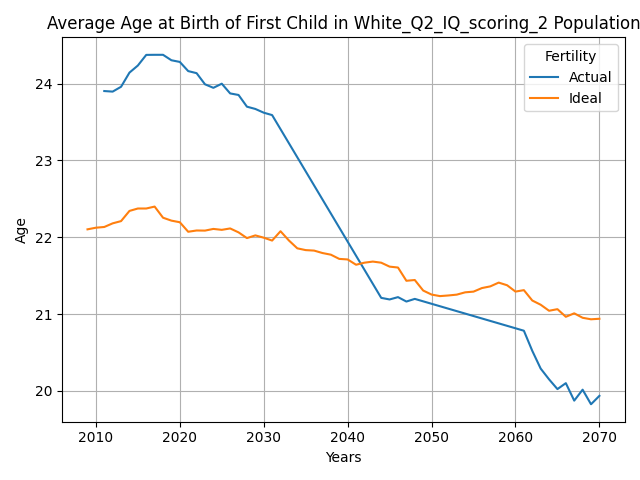 Average Age at Birth of First Child in White_Q2_IQ_scoring_2 Population
Fertility
Actual
Ideal
24
23
22
21
20
Age
2010
2020
2030
2040
2050
2060
2070
Years